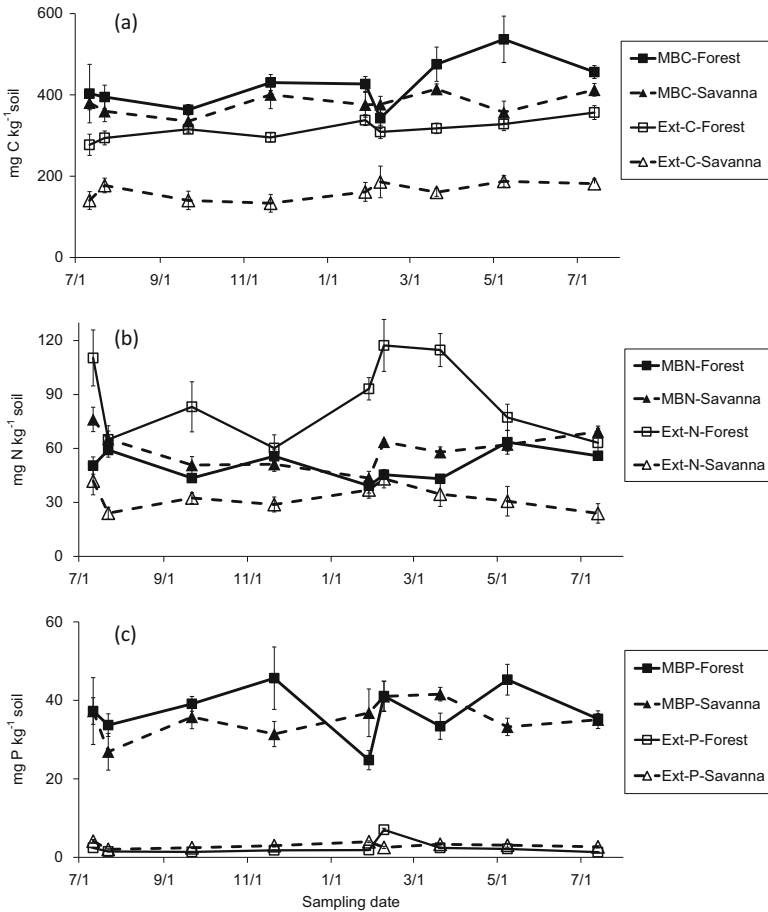 (a)
mg C kg⁻¹soil
600
400
200
0
7/1 9/1 11/1 1/1 3/1 5/1 7/1
MBC-Forest
MBC-Savanna
Ext-C-Forest
Ext-C-Savanna
(b)
mg N kg⁻¹ soil
120
90
60
30
0
7/1 9/1 11/1 1/1 3/1 5/1 7/1
MBN-Forest
MBN-Savanna
Ext-N-Forest
Ext-N-Savanna
(c)
mg P kg⁻¹ soil
60
40
20
0
7/1 9/1 11/1 1/1 3/1 5/1 7/1
Sampling date
MBP-Forest
MBP-Savanna
Ext-P-Forest
Ext-P-Savanna